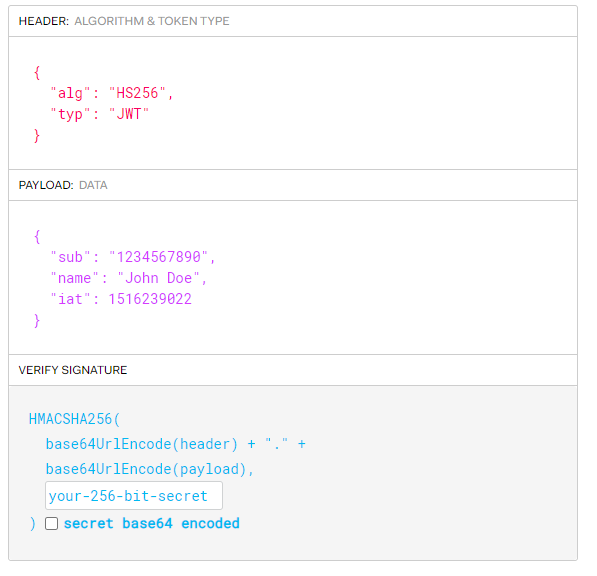 HEADER: ALGORITHM & TOKEN TYPE
{
"alg": "HS256",
"typ": "JWT"
}
PAYLOAD: DATA
{
"sub": "1234567890",
"name": "John Doe",
"iat": 1516239022
}
VERIFY SIGNATURE
HMACSHA256(
base64UrlEncode(header) + "." +
base64UrlEncode(payload),
your-256-bit-secret
) secret base64 encoded